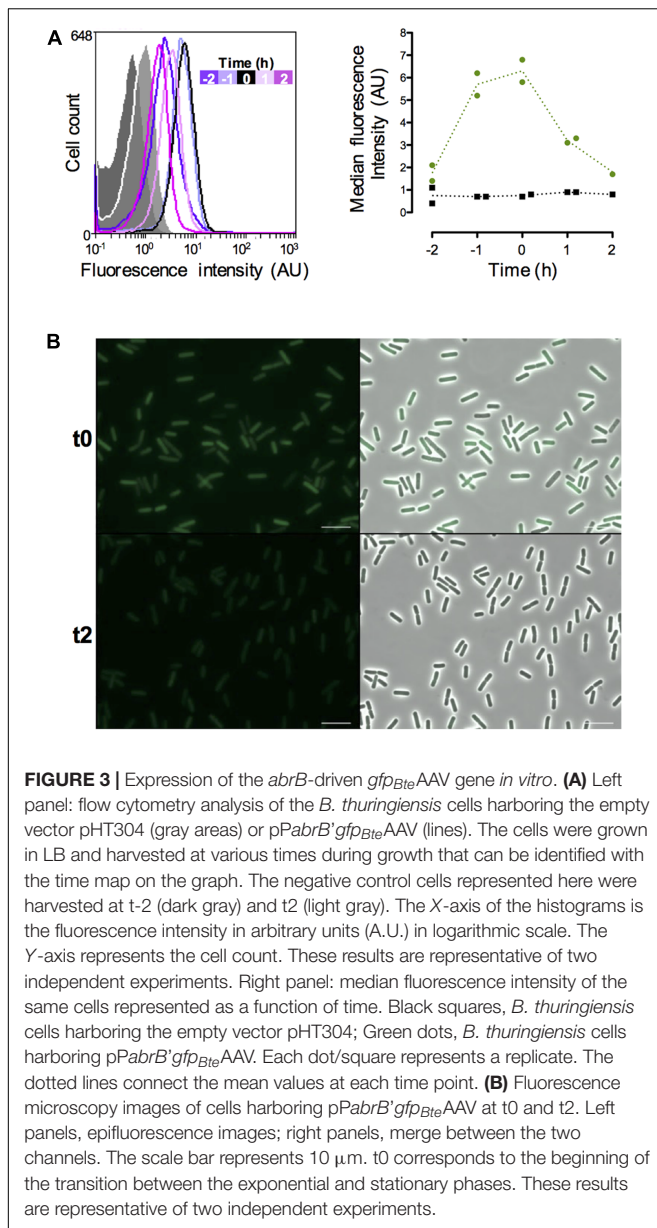 A
648
Cell count
0
Time (h)
-2 -1 0 1 2
10-1 100 101 102 103
Fluorescence intensity (AU)
Median fluorescence
Intensity (AU)
8
7
6
5
4
3
2
1
0
-2 -1 0 1 2
Time (h)
B
t0
t2
FIGURE 3 | Expression of the abrB-driven gfpBteAAV gene in vitro. (A) Left
panel: flow cytometry analysis of the B. thuringiensis cells harboring the empty
vector pHT304 (gray areas) or pPabrB'gfpBteAAV (lines). The cells were grown
in LB and harvested at various times during growth that can be identified with
the time map on the graph. The negative control cells represented here were
harvested at t-2 (dark gray) and t2 (light gray). The X-axis of the histograms is
the fluorescence intensity in arbitrary units (A.U.) in logarithmic scale. The
Y-axis represents the cell count. These results are representative of two
independent experiments. Right panel: median fluorescence intensity of the
same cells represented as a function of time. Black squares, B. thuringiensis
cells harboring the empty vector pHT304; Green dots, B. thuringiensis cells
harboring pPabrB'gfpBteAAV. Each dot/square represents a replicate. The
dotted lines connect the mean values at each time point. (B) Fluorescence
microscopy images of cells harboring pPabrB'gfpBteAAV at t0 and t2. Left
panels, epifluorescence images; right panels, merge between the two
channels. The scale bar represents 10 μm. t0 corresponds to the beginning of
the transition between the exponential and stationary phases. These results
are representative of two independent experiments.